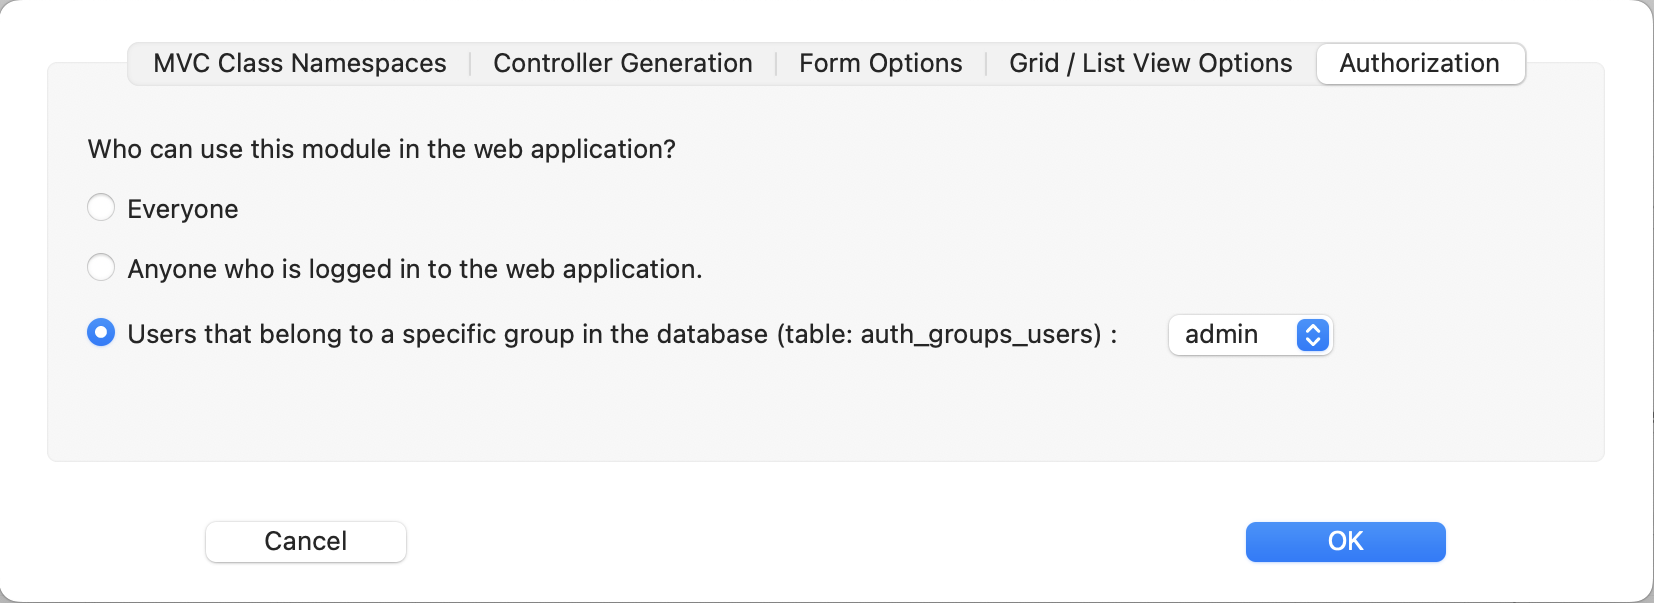 MVC Class Namespaces Controller Generation Form Options Grid / List View Options Authorization
Who can use this module in the web application?
Everyone
Anyone who is logged in to the web application.
Users that belong to a specific group in the database (table: auth_groups_users) : admin
Cancel OK